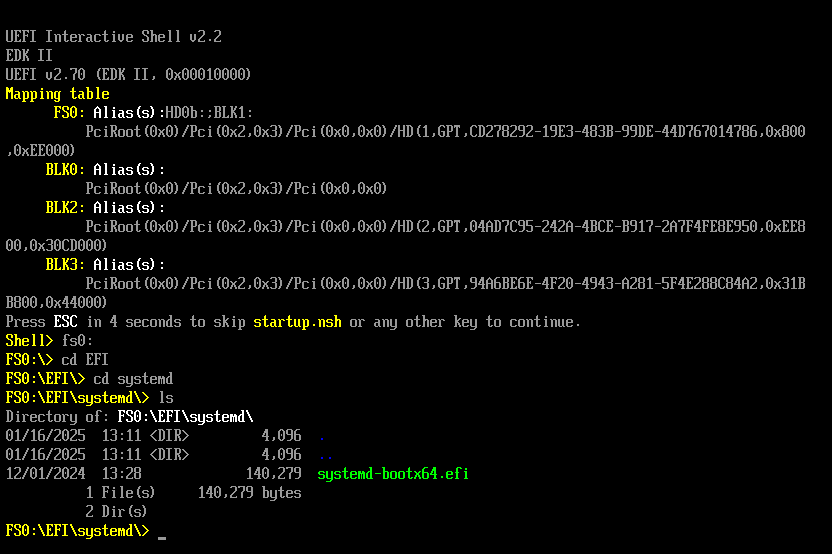 UEFI Interactive Shell v2.2
EDK II
UEFI v2.70 (EDK II, 0x00010000)
Mapping table
FS0: Alias(s):HD0b:;BLK1:
PciRoot(0x0)/Pci(0x2,0x3)/Pci(0x0,0x0)/HD(1,GPT,CD278292-19E3-483B-99DE-44D767014786,0x800
,0xEE000)
BLK0: Alias(s):
PciRoot(0x0)/Pci(0x2,0x3)/Pci(0x0,0x0)
BLK2: Alias(s):
PciRoot(0x0)/Pci(0x2,0x3)/Pci(0x0,0x0)/HD(2,GPT,04AD7C95-242A-4BCE-B917-2A7F4FE8E950,0xEE8
00,0x30CD000)
BLK3: Alias(s):
PciRoot(0x0)/Pci(0x2,0x3)/Pci(0x0,0x0)/HD(3,GPT,94A6BE6E-4F20-4943-A281-5F4E288C84A2,0x31B
B800,0x44000)
Press ESC in 4 seconds to skip startup.nsh or any other key to continue.
Shell> fs0:
FS0:\> cd EFI
FS0:\EFI\> cd systemd
FS0:\EFI\systemd\> ls
Directory of: FS0:\EFI\systemd\
01/16/2025  13:11 <DIR>         4,096  .
01/16/2025  13:11 <DIR>         4,096  ..
12/01/2024  13:28             140,279  systemd-bootx64.efi
1 File(s)     140,279 bytes
2 Dir(s)
FS0:\EFI\systemd\> _